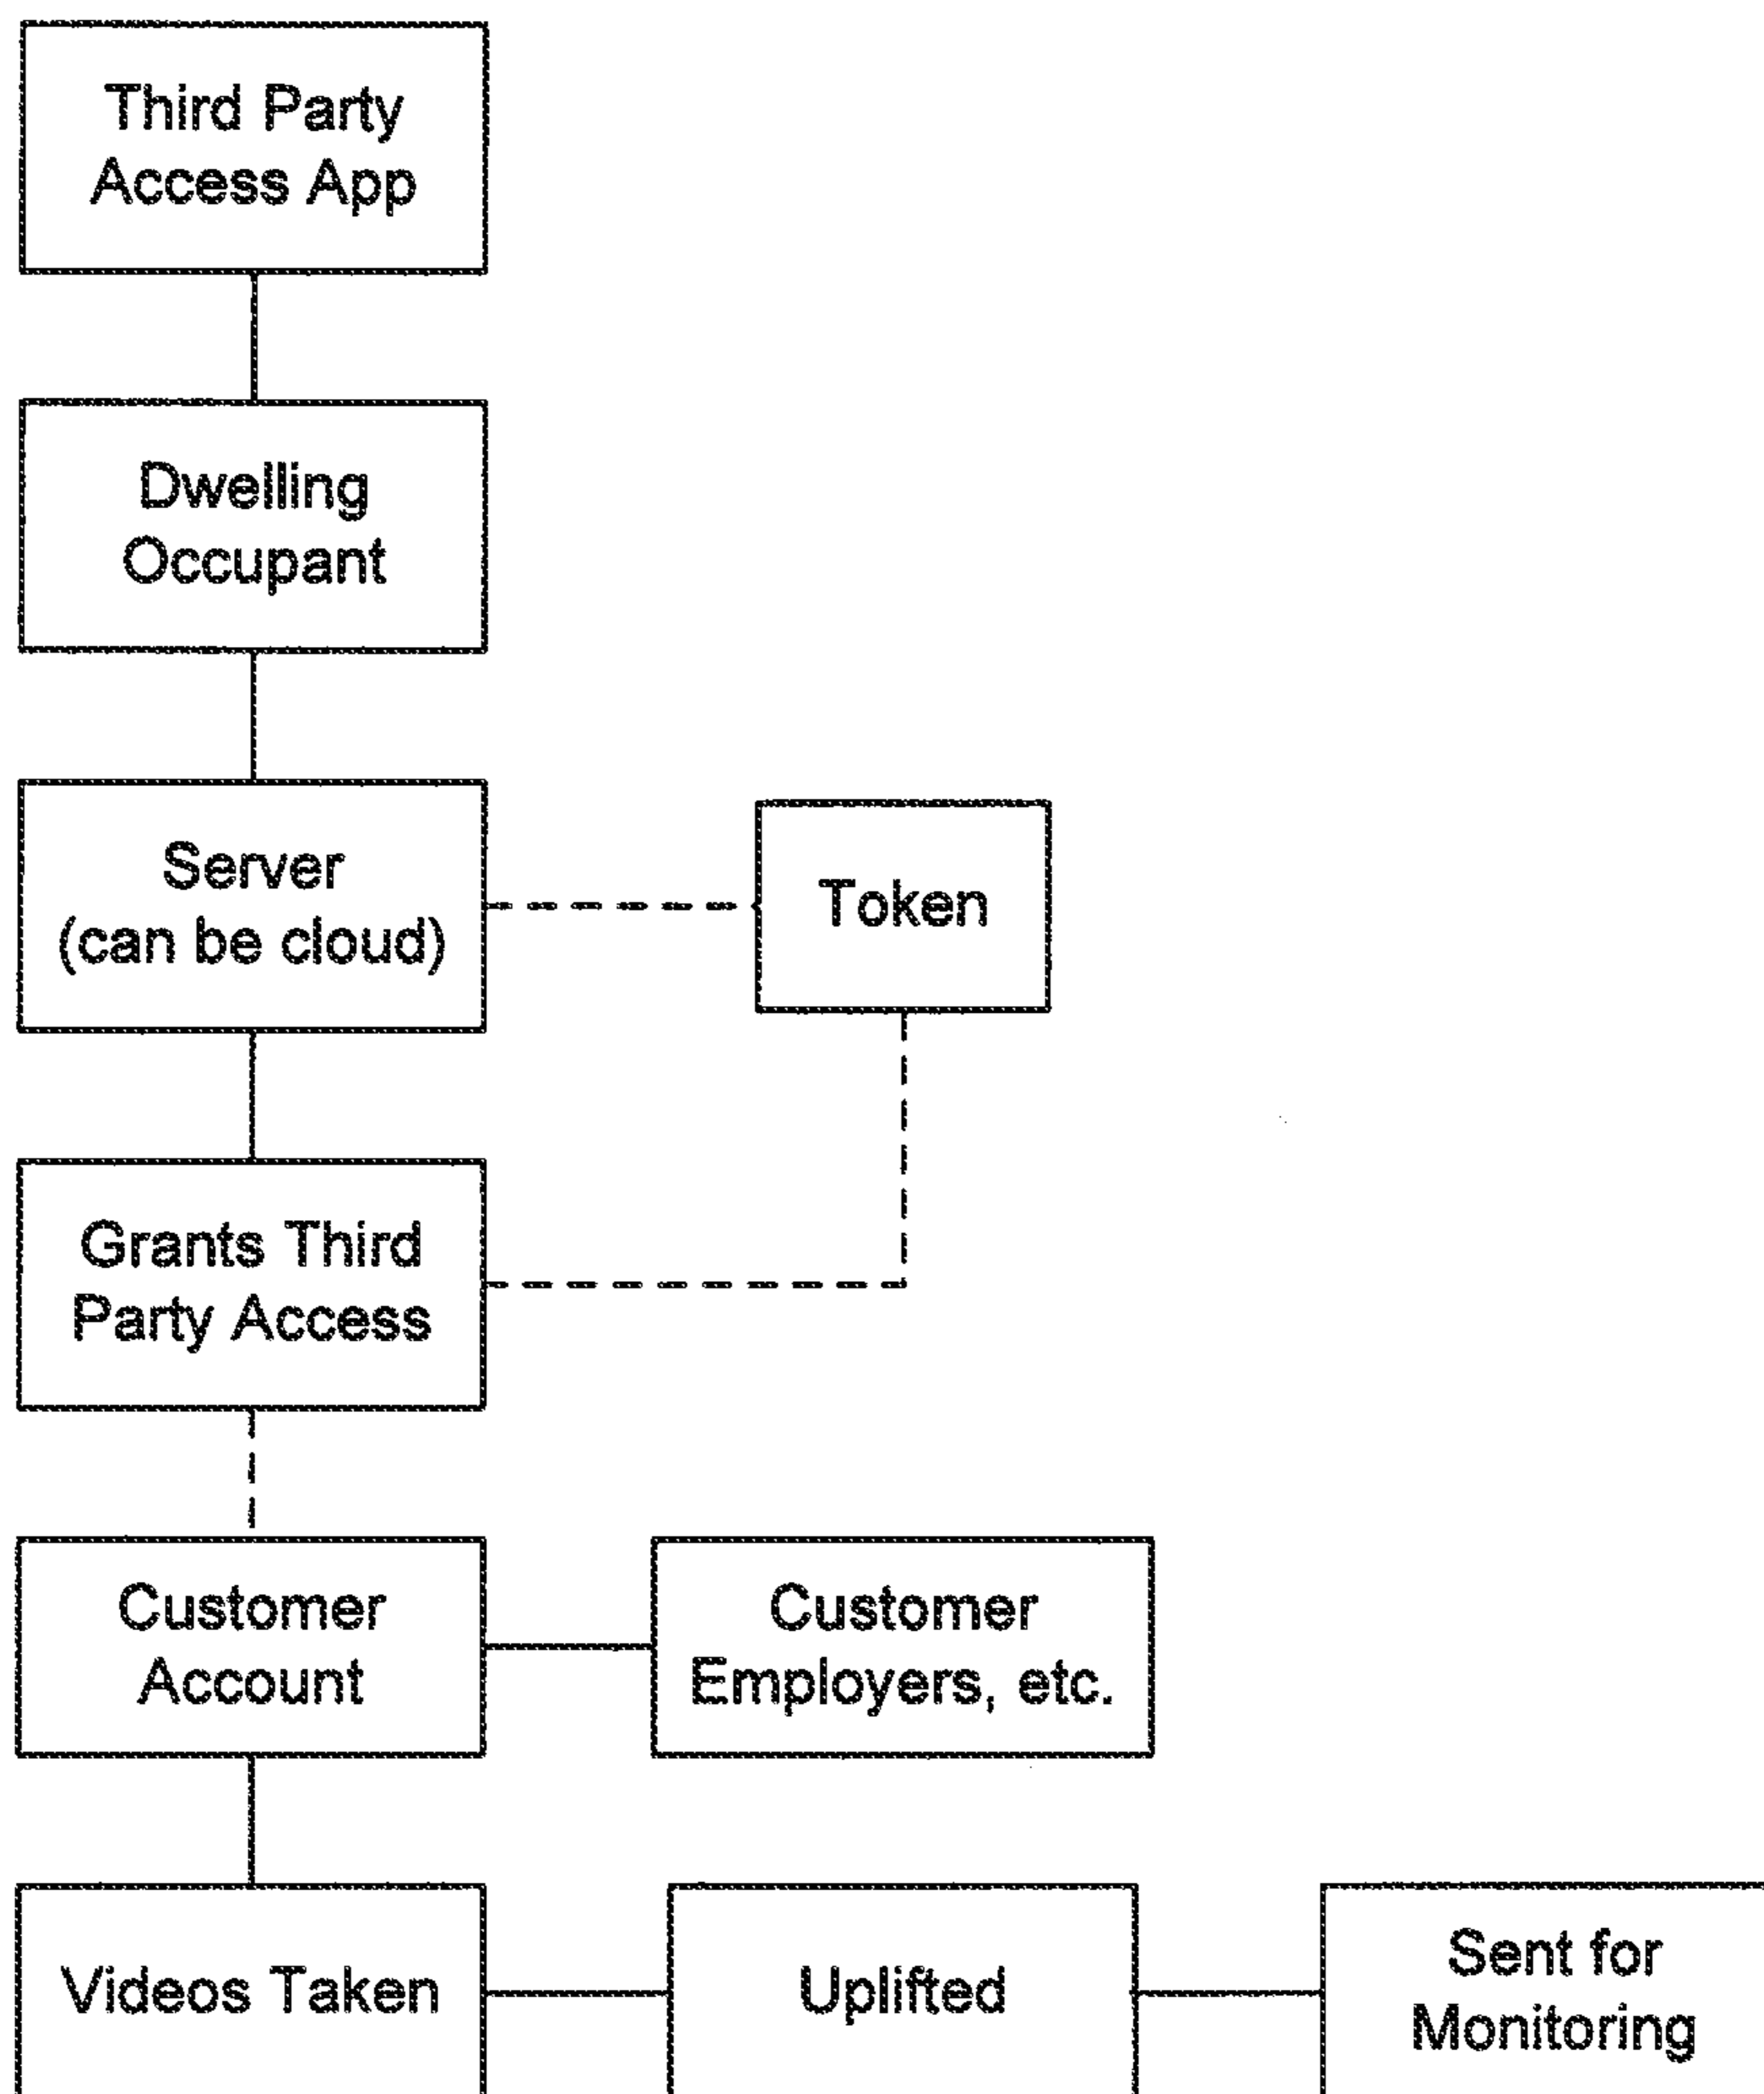 Third Party
Access App
Dwelling
Occupant
Server
(can be cloud)
Token
Grants Third
Party Access
Customer
Account
Customer
Employers, etc.
Videos Taken
Uplifted
Sent for
Monitoring